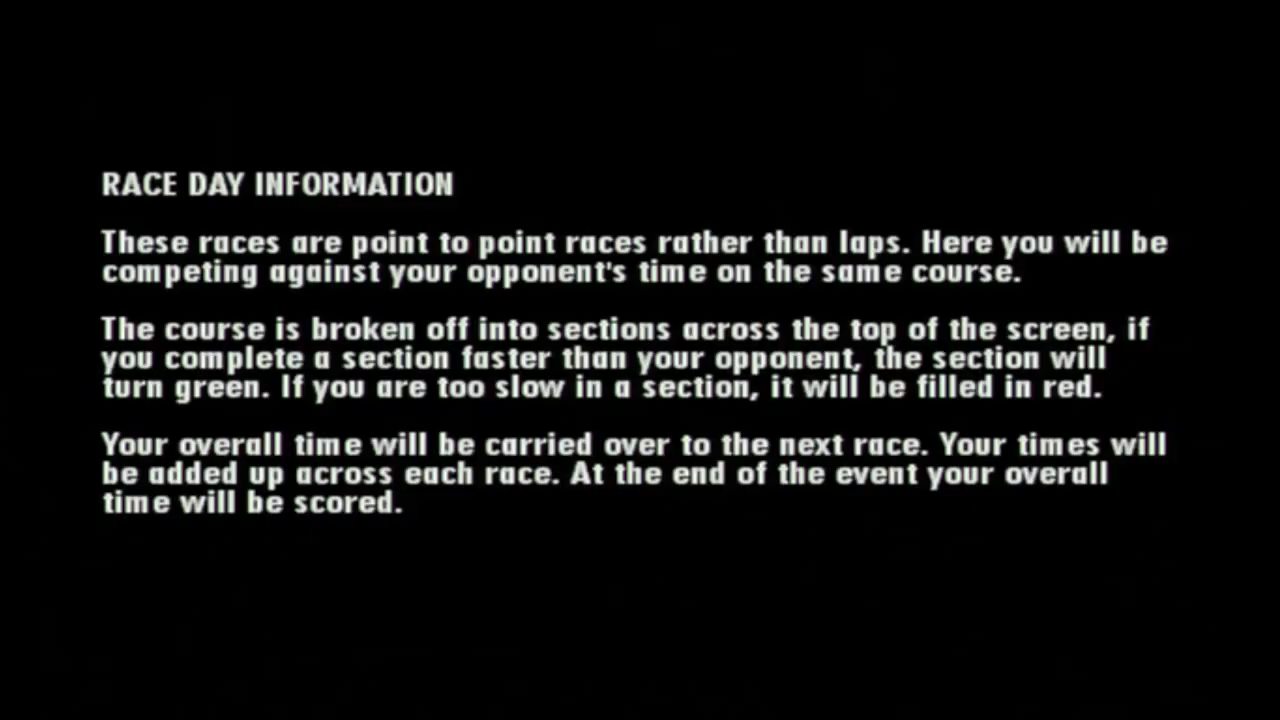 RACE DAY INFORMATION
These races are point to point races rather than laps. Here you will be
competing against your opponent's time on the same course.
The course is broken off into sections across the top of the screen, if
you complete a section faster than your opponent, the section will
turn green. If you are too slow in a section, it will be filled in red.
Your overall time will be carried over to the next race. Your times will
be added up across each race. At the end of the event your overall
time will be scored.